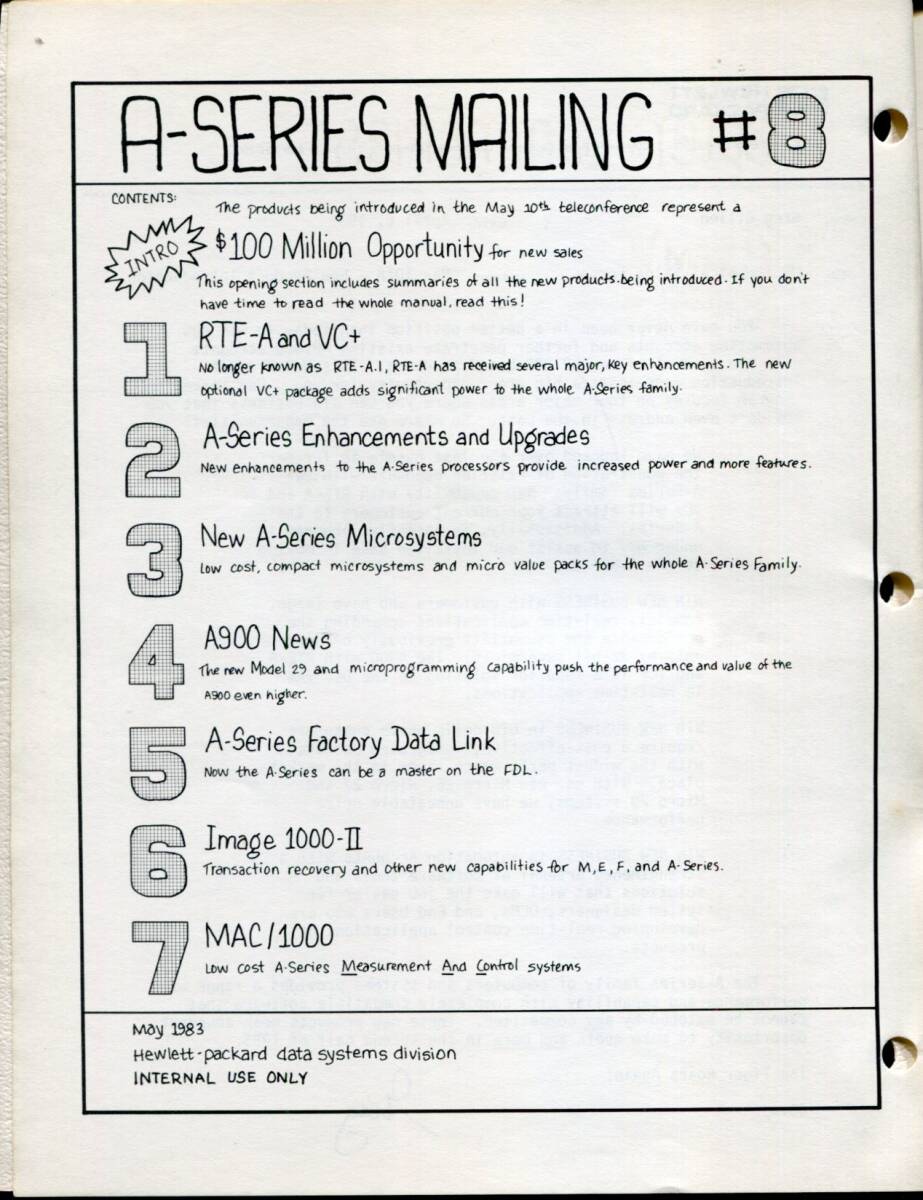 A-SERIES MAILING #8
CONTENTS:
The products being introduced in the May 10th teleconference represent a
INTRO
$100 Million Opportunity for new sales
This opening section includes summaries of all the new products being introduced. If you don't
have time to read the whole manual, read this!
1 RTE-A and VC+
No longer known as RTE-A.1, RTE-A has received several major, key enhancements. The new
optional VC+ package adds significant power to the whole A-Series family.
2 A-Series Enhancements and Upgrades
New enhancements to the A-Series processors provide increased power and more features.
3 New A-Series Microsystems
Low cost, compact microsystems and micro value packs for the whole A-Series Family.
4 A900 News
The new Model 29 and microprogramming capability push the performance and value of the
A900 even higher.
5 A-Series Factory Data Link
Now the A-Series can be a master on the FDL.
6 Image 1000-II
Transaction recovery and other new capabilities for M, E, F, and A-Series.
7 MAC/1000
Low cost A-Series Measurement And Control systems
May 1983
Hewlett-packard data systems division
INTERNAL USE ONLY